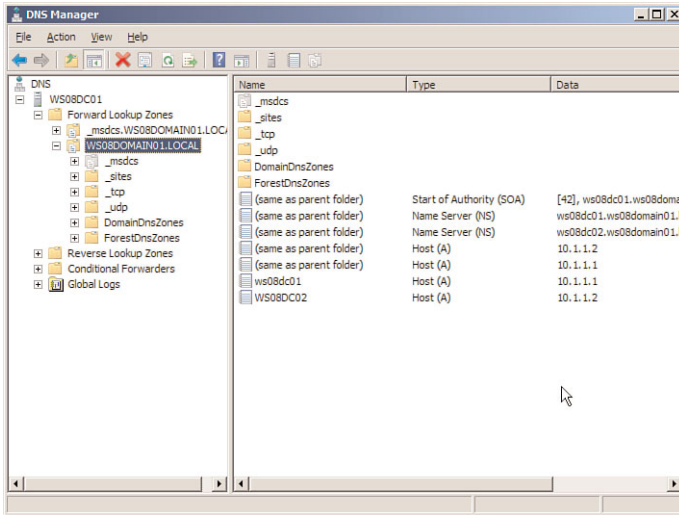 DNS Manager
File Action View Help
DNS
WS08DC01
Forward Lookup Zones
_msdcs.WS08DOMAIN01.LOCA
WS08DOMAIN01.LOCAL
_msdcs
_sites
_tcp
_udp
DomainDnsZones
ForestDnsZones
Reverse Lookup Zones
Conditional Forwarders
Global Logs
Name Type Data
_msdcs
_sites
_tcp
_udp
DomainDnsZones
ForestDnsZones
(same as parent folder) Start of Authority (SOA) [42], ws08dc01.ws08doma
(same as parent folder) Name Server (NS) ws08dc01.ws08domain01.
(same as parent folder) Name Server (NS) ws08dc02.ws08domain01.
(same as parent folder) Host (A) 10.1.1.2
(same as parent folder) Host (A) 10.1.1.1
ws08dc01 Host (A) 10.1.1.1
WS08DC02 Host (A) 10.1.1.2